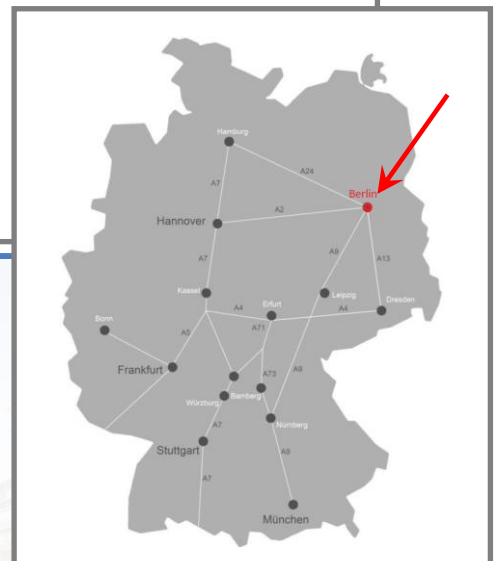 Hamburg
A24
A7
Berlin
A2
Hannover
A9
A7
A13
Kassel
Leipzig
Erfurt
Dresden
A4
A4
Bonn
A71
A5
Frankfurt
A73
A9
Bamberg
Würzburg
A7
Nürnberg
Stuttgart
A9
A7
München